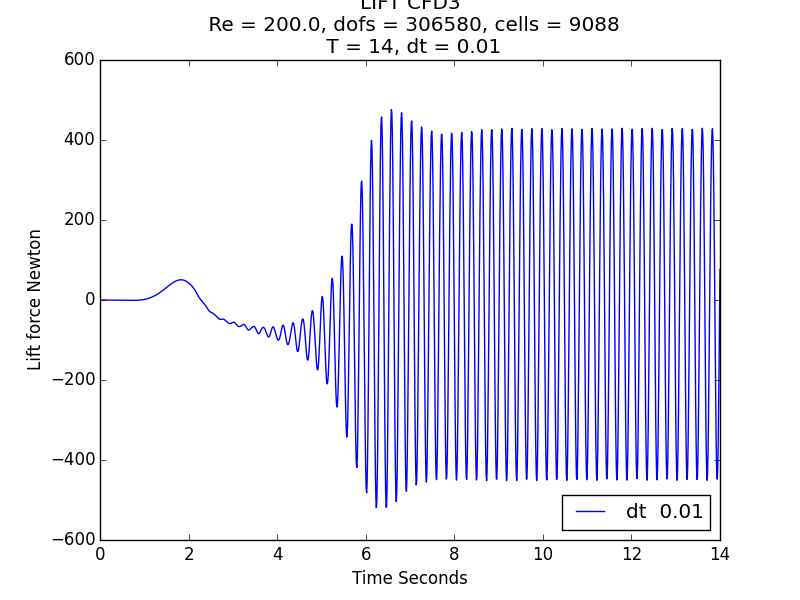 LIFT CFD3
Re = 200.0, dofs = 306580, cells = 9088
T = 14, dt = 0.01
600
400
200
0
−200
−400
−600
Lift force Newton
0 2 4 6 8 10 12 14
Time Seconds
dt 0.01